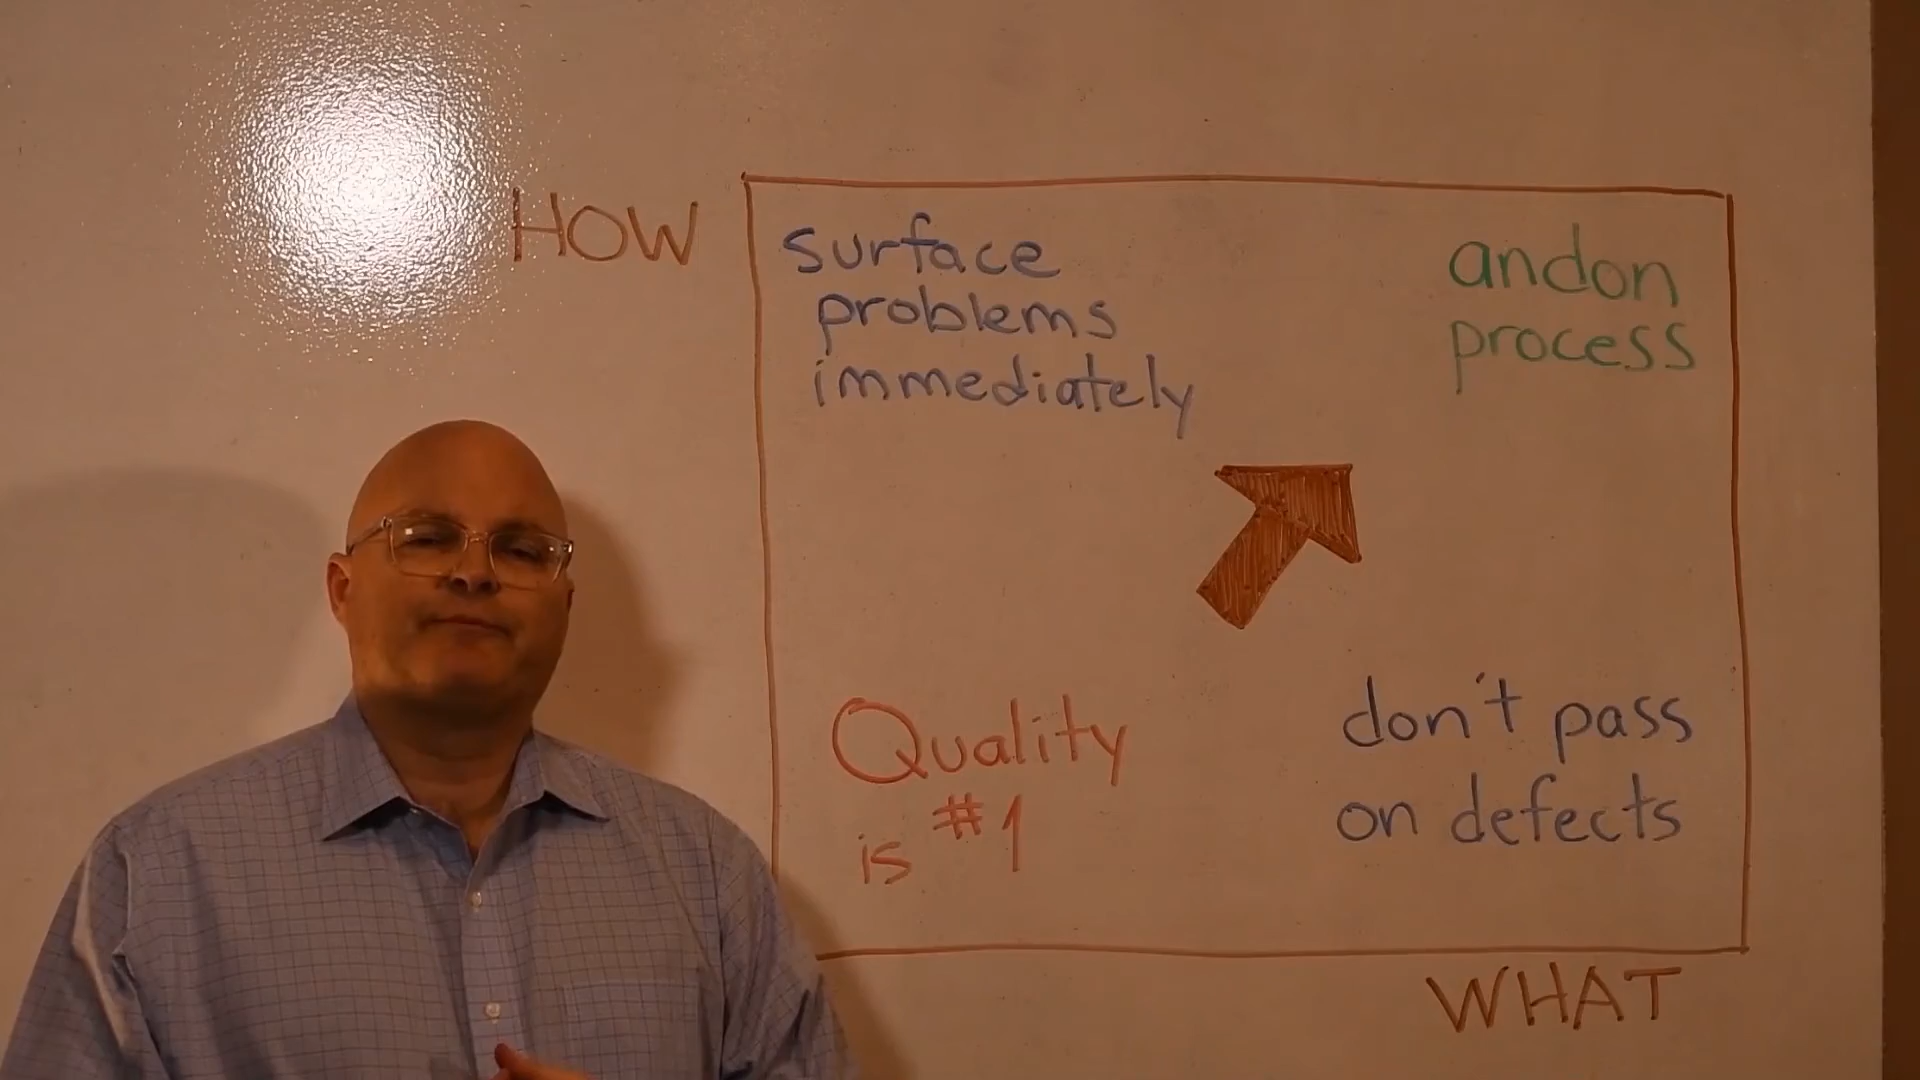 HOW
surface
problems
immediately
andon
process
Quality
is #1
don't pass
on defects
WHAT